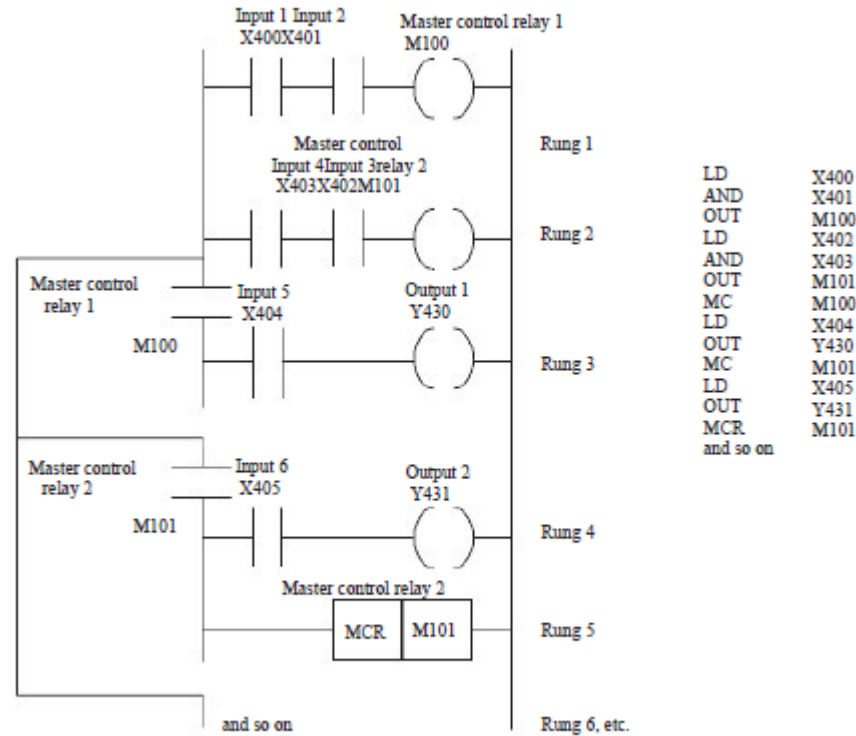 Input 1 Input 2
X400X401
Master control relay 1
M100
Rung 1
Master control
Input 4Input 3relay 2
X403X402M101
Rung 2
Master control
relay 1
M100
Input 5
X404
Output 1
Y430
Rung 3
Master control
relay 2
M101
Input 6
X405
Output 2
Y431
Rung 4
Master control relay 2
MCR M101
Rung 5
and so on
Rung 6, etc.
LD X400
AND X401
OUT M100
LD X402
AND X403
OUT M101
MC M100
LD X404
OUT Y430
MC M101
LD X405
OUT Y431
MCR M101
and so on